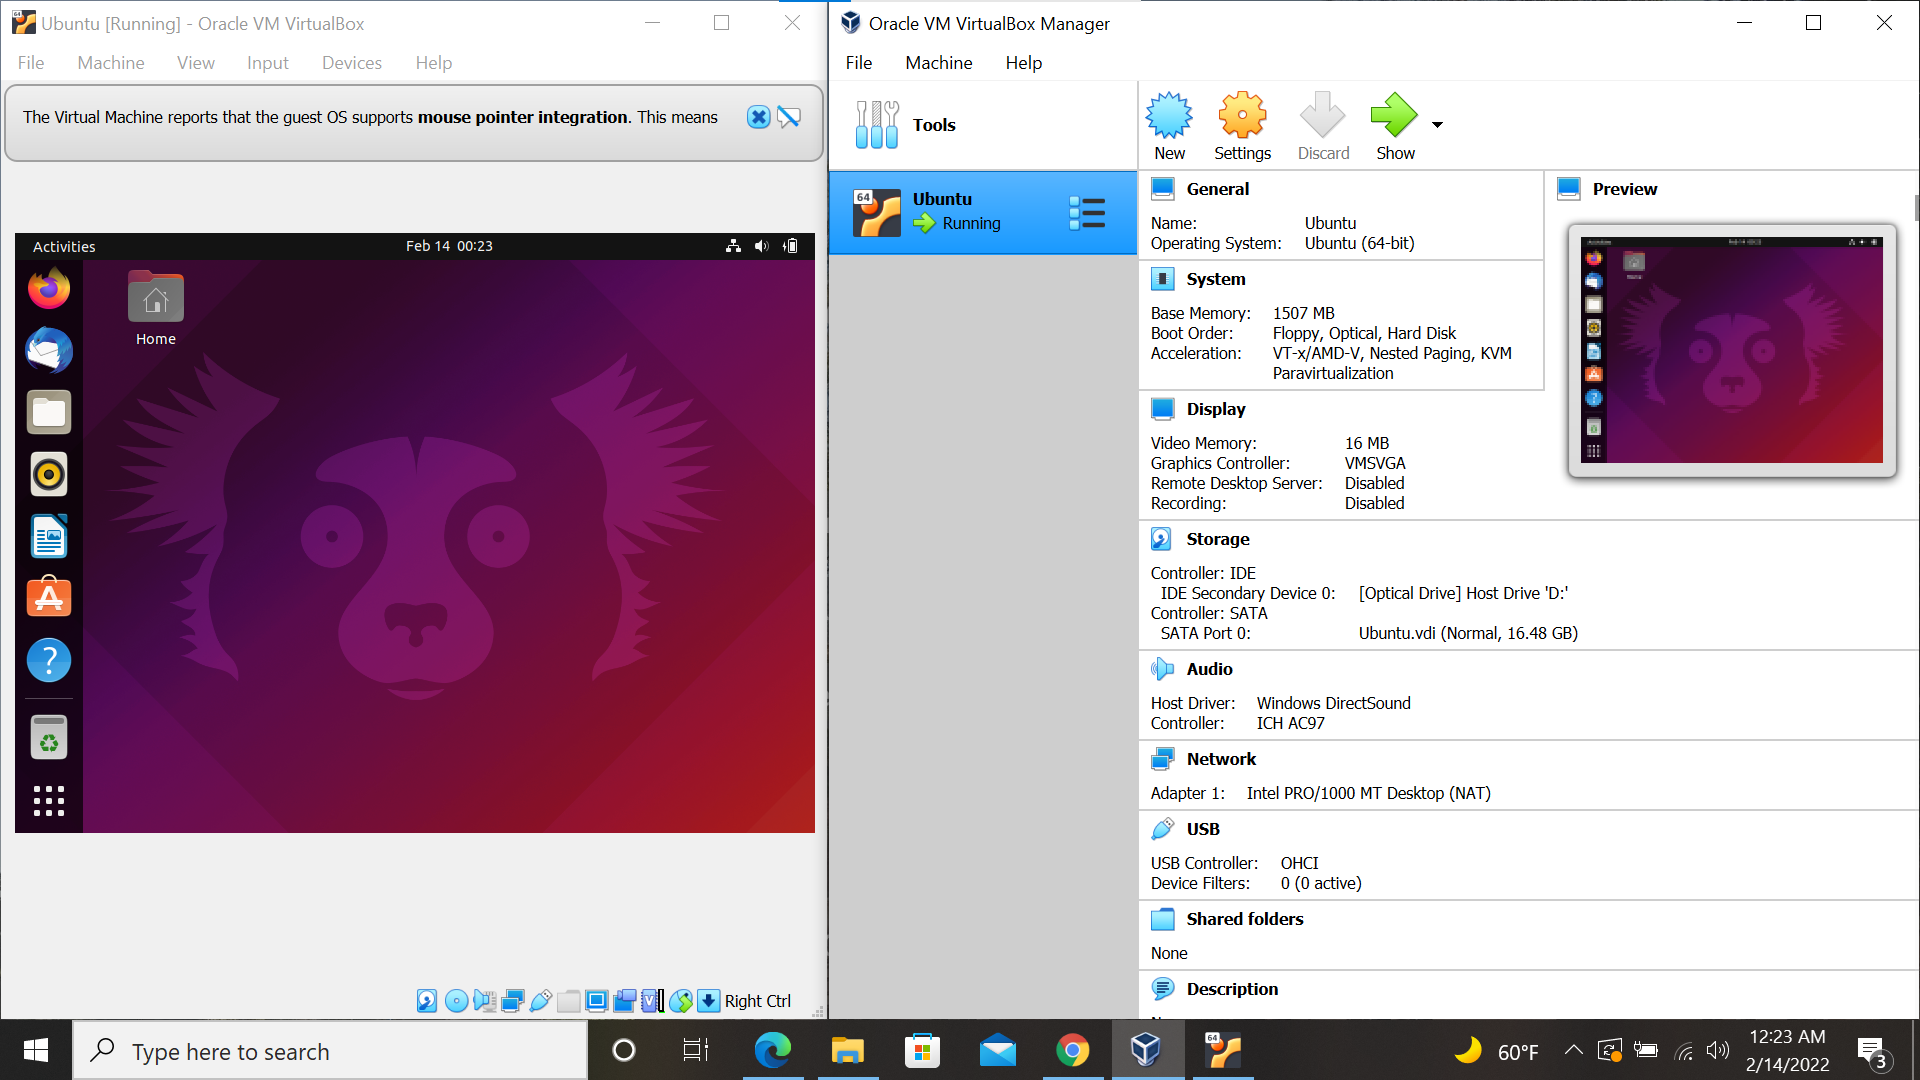 Ubuntu [Running] - Oracle VM VirtualBox
File Machine View Input Devices Help
The Virtual Machine reports that the guest OS supports mouse pointer integration. This means
Activities Feb 14 00:23
Home
Right Ctrl
Oracle VM VirtualBox Manager
File Machine Help
Tools
New Settings Discard Show
64 Ubuntu
Running
General
Name: Ubuntu
Operating System: Ubuntu (64-bit)
Preview
System
Base Memory: 1507 MB
Boot Order: Floppy, Optical, Hard Disk
Acceleration: VT-x/AMD-V, Nested Paging, KVM
Paravirtualization
Display
Video Memory: 16 MB
Graphics Controller: VMSVGA
Remote Desktop Server: Disabled
Recording: Disabled
Storage
Controller: IDE
IDE Secondary Device 0: [Optical Drive] Host Drive 'D:'
Controller: SATA
SATA Port 0: Ubuntu.vdi (Normal, 16.48 GB)
Audio
Host Driver: Windows DirectSound
Controller: ICH AC97
Network
Adapter 1: Intel PRO/1000 MT Desktop (NAT)
USB
USB Controller: OHCI
Device Filters: 0 (0 active)
Shared folders
None
Description
Type here to search
64
60°F
12:23 AM
2/14/2022
3